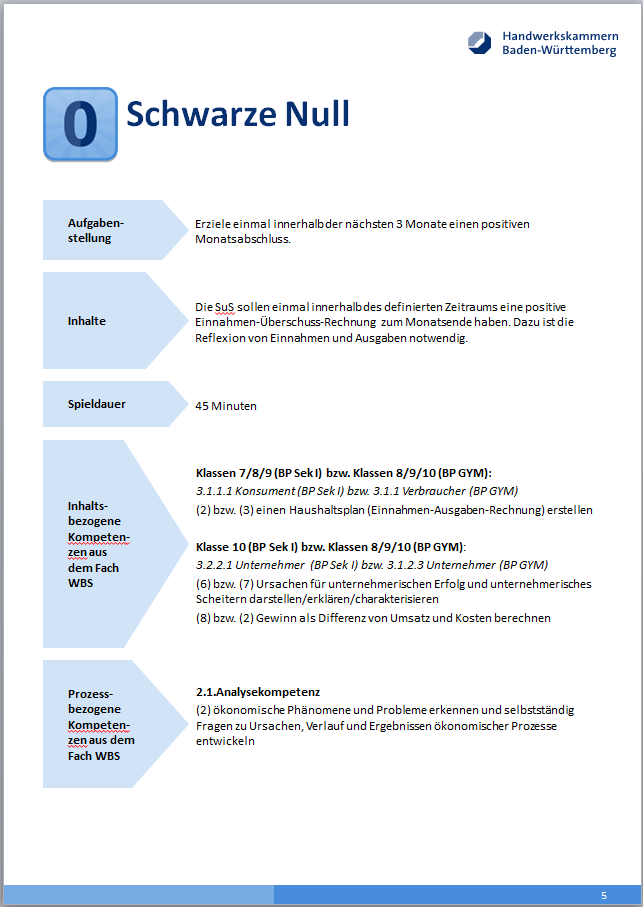 Handwerkskammern
Baden-Württemberg
0
Schwarze Null
Aufgaben-
stellung
Erziele einmal innerhalb der nächsten 3 Monate einen positiven
Monatsabschluss.
Inhalte
Die SuS sollen einmal innerhalb des definierten Zeitraums eine positive
Einnahmen-Überschuss-Rechnung zum Monatsende haben. Dazu ist die
Reflexion von Einnahmen und Ausgaben notwendig.
Spieldauer
45 Minuten
Inhalts-
bezogene
Kompeten-
zen aus
dem Fach
WBS
Klassen 7/8/9 (BP Sek I) bzw. Klassen 8/9/10 (BP GYM):
3.1.1.1 Konsument (BP Sek I) bzw. 3.1.1 Verbraucher (BP GYM)
(2) bzw. (3) einen Haushaltsplan (Einnahmen-Ausgaben-Rechnung) erstellen
Klasse 10 (BP Sek I) bzw. Klassen 8/9/10 (BP GYM):
3.2.2.1 Unternehmer (BP Sek I) bzw. 3.1.2.3 Unternehmer (BP GYM)
(6) bzw. (7) Ursachen für unternehmerischen Erfolg und unternehmerisches
Scheitern darstellen/erklären/charakterisieren
(8) bzw. (2) Gewinn als Differenz von Umsatz und Kosten berechnen
Prozess-
bezogene
Kompeten-
zen aus dem
Fach WBS
2.1.Analysekompetenz
(2) ökonomische Phänomene und Probleme erkennen und selbstständig
Fragen zu Ursachen, Verlauf und Ergebnissen ökonomischer Prozesse
entwickeln
5